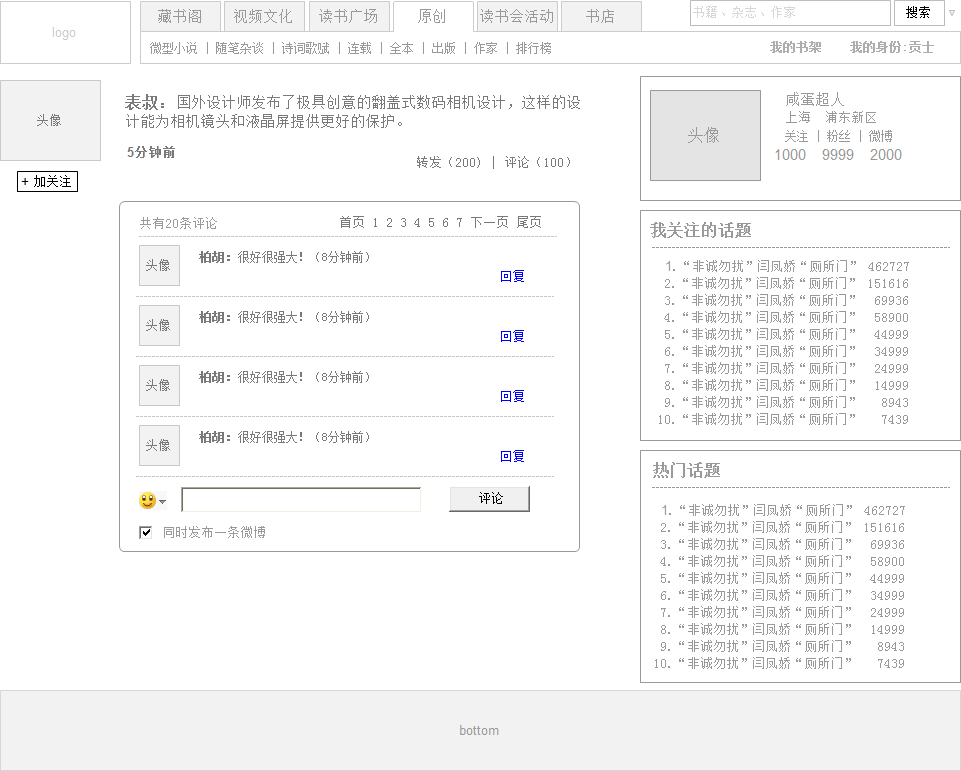 logo
藏书阁 视频文化 读书广场 原创 读书会活动 书店
书籍、杂志、作家 搜索
微型小说 | 随笔杂谈 | 诗词歌赋 | 连载 | 全本 | 出版 | 作家 | 排行榜
我的书架 我的身份:贡士
头像
+ 加关注
表叔：国外设计师发布了极具创意的翻盖式数码相机设计，这样的设
计能为相机镜头和液晶屏提供更好的保护。
5分钟前
转发（200） | 评论（100）
共有20条评论 首页 1 2 3 4 5 6 7 下一页 尾页
头像 柏胡：很好很强大！（8分钟前）
回复
头像 柏胡：很好很强大！（8分钟前）
回复
头像 柏胡：很好很强大！（8分钟前）
回复
头像 柏胡：很好很强大！（8分钟前）
回复
评论
同时发布一条微博
头像
咸蛋超人
上海 浦东新区
关注 | 粉丝 | 微博
1000 9999 2000
我关注的话题
1. “非诚勿扰”闫凤娇“厕所门” 462727
2. “非诚勿扰”闫凤娇“厕所门” 151616
3. “非诚勿扰”闫凤娇“厕所门” 69936
4. “非诚勿扰”闫凤娇“厕所门” 58900
5. “非诚勿扰”闫凤娇“厕所门” 44999
6. “非诚勿扰”闫凤娇“厕所门” 34999
7. “非诚勿扰”闫凤娇“厕所门” 24999
8. “非诚勿扰”闫凤娇“厕所门” 14999
9. “非诚勿扰”闫凤娇“厕所门” 8943
10. “非诚勿扰”闫凤娇“厕所门” 7439
热门话题
1. “非诚勿扰”闫凤娇“厕所门” 462727
2. “非诚勿扰”闫凤娇“厕所门” 151616
3. “非诚勿扰”闫凤娇“厕所门” 69936
4. “非诚勿扰”闫凤娇“厕所门” 58900
5. “非诚勿扰”闫凤娇“厕所门” 44999
6. “非诚勿扰”闫凤娇“厕所门” 34999
7. “非诚勿扰”闫凤娇“厕所门” 24999
8. “非诚勿扰”闫凤娇“厕所门” 14999
9. “非诚勿扰”闫凤娇“厕所门” 8943
10. “非诚勿扰”闫凤娇“厕所门” 7439
bottom